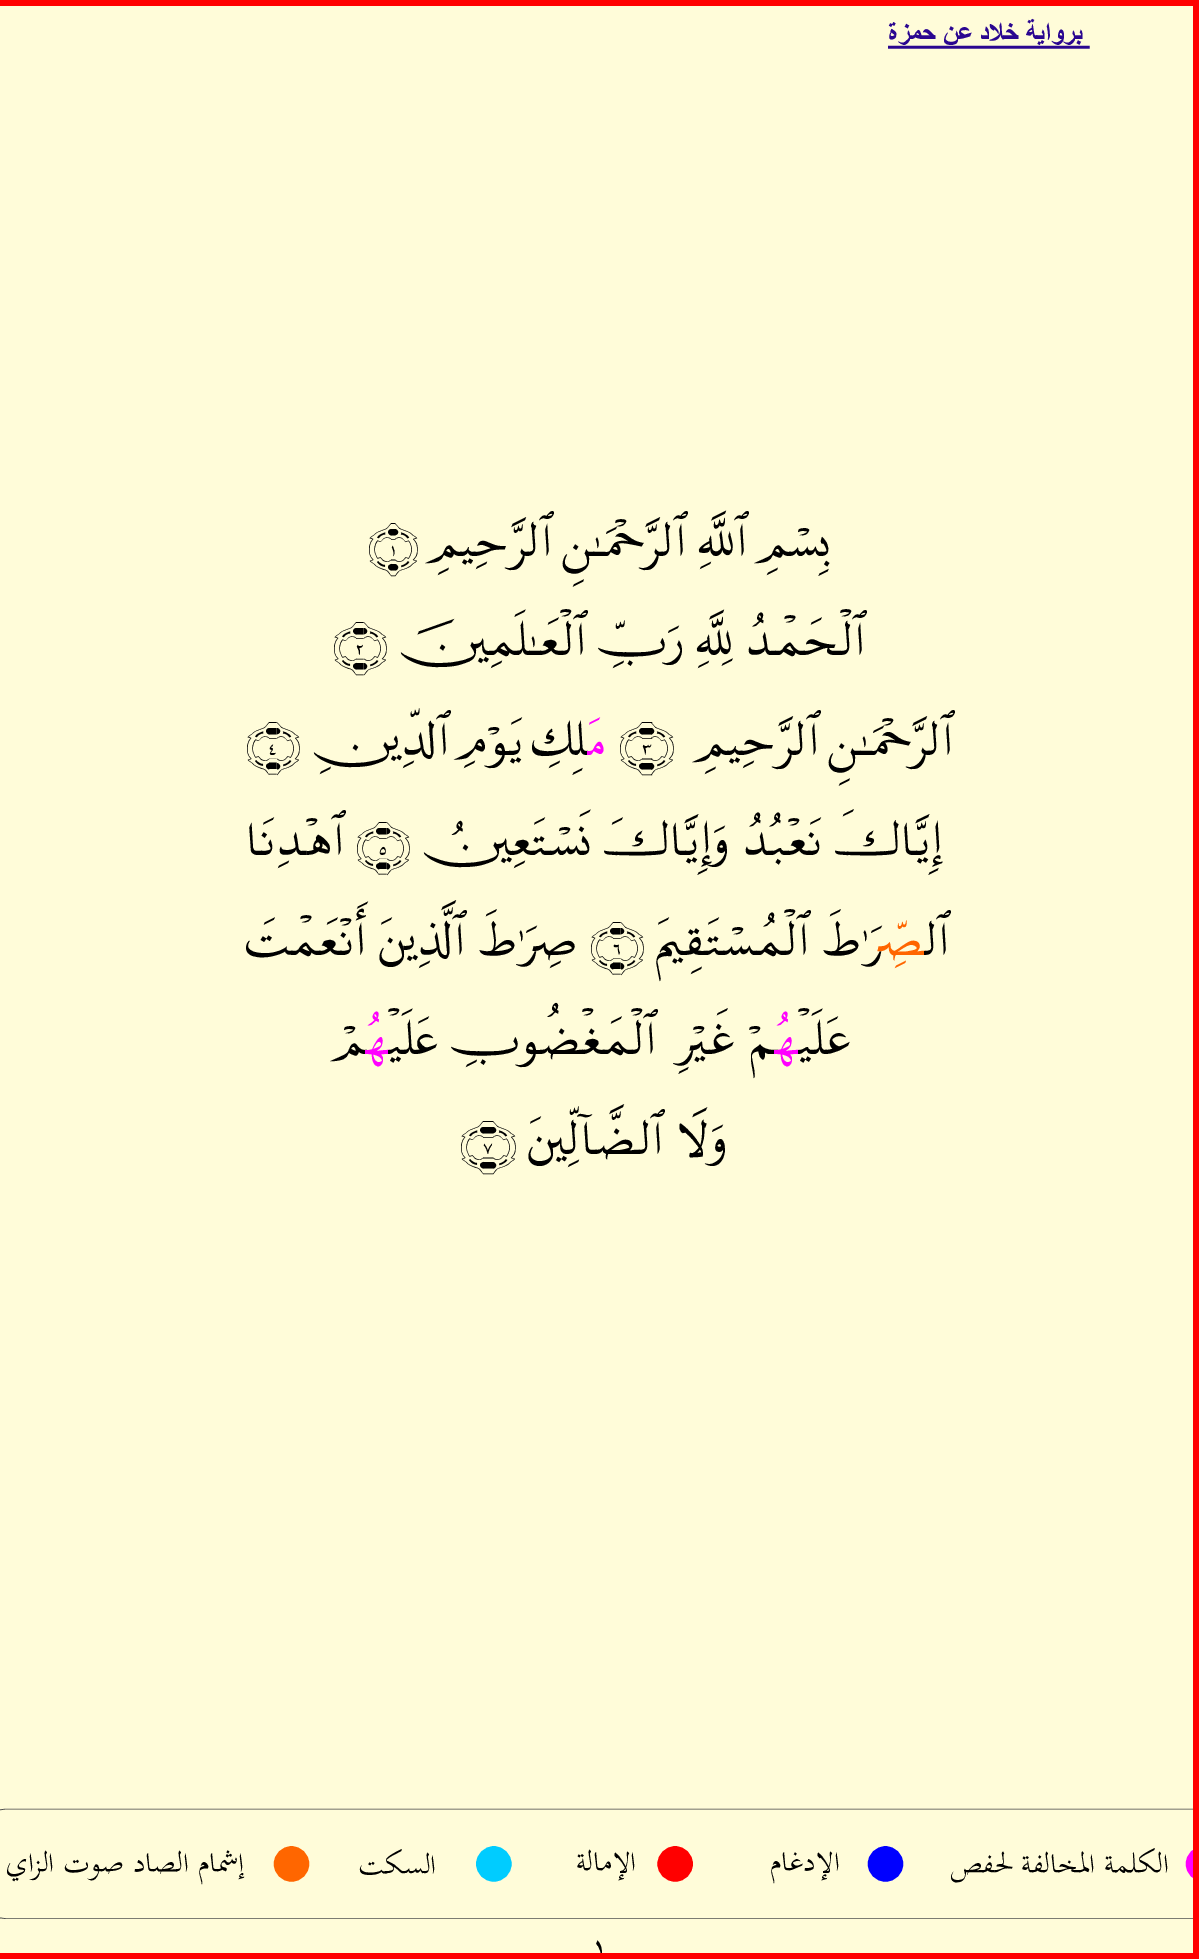 برواية خلاد عن حمزة
بِسْمِ ٱللَّهِ ٱلرَّحْمَـٰنِ ٱلرَّحِيمِ ١
ٱلْحَمْدُ لِلَّهِ رَبِّ ٱلْعَـٰلَمِينَ ٢
ٱلرَّحْمَـٰنِ ٱلرَّحِيمِ ٣ مَلِكِ يَوْمِ ٱلدِّينِ ٤
إِيَّاكَ نَعْبُدُ وَإِيَّاكَ نَسْتَعِينُ ٥ ٱهْدِنَا
ٱلصِّرَٰطَ ٱلْمُسْتَقِيمَ ٦ صِرَٰطَ ٱلَّذِينَ أَنْعَمْتَ
عَلَيْهُمْ غَيْرِ ٱلْمَغْضُوبِ عَلَيْهُمْ
وَلَا ٱلضَّآلِّينَ ٧
الكلمة المخالفة لحفص الإدغام الإمالة السكت إشمام الصاد صوت الزاي
١